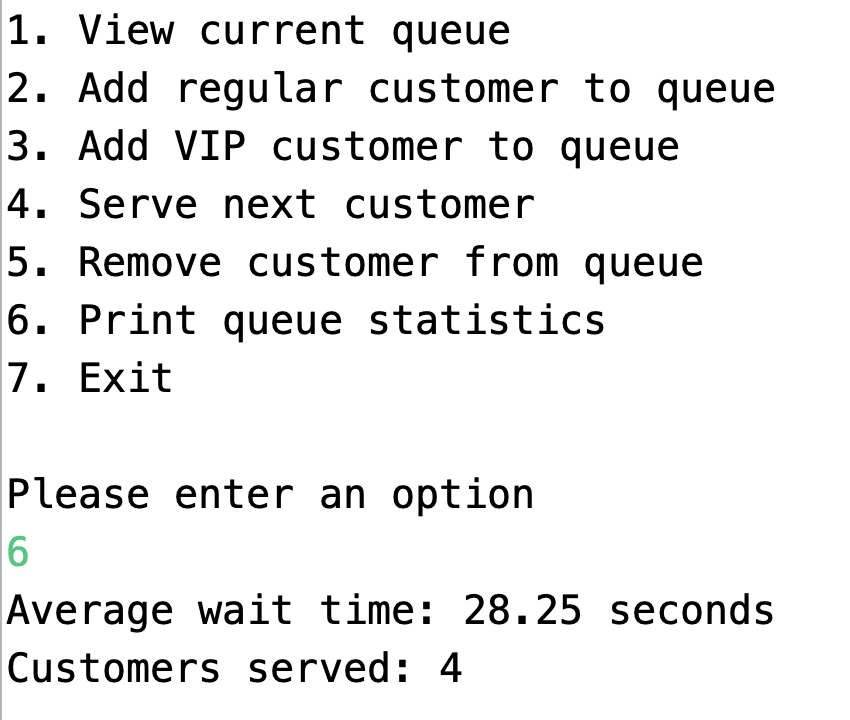 1. View current queue
2. Add regular customer to queue
3. Add VIP customer to queue
4. Serve next customer
5. Remove customer from queue
6. Print queue statistics
7. Exit
Please enter an option
6
Average wait time: 28.25 seconds
Customers served: 4